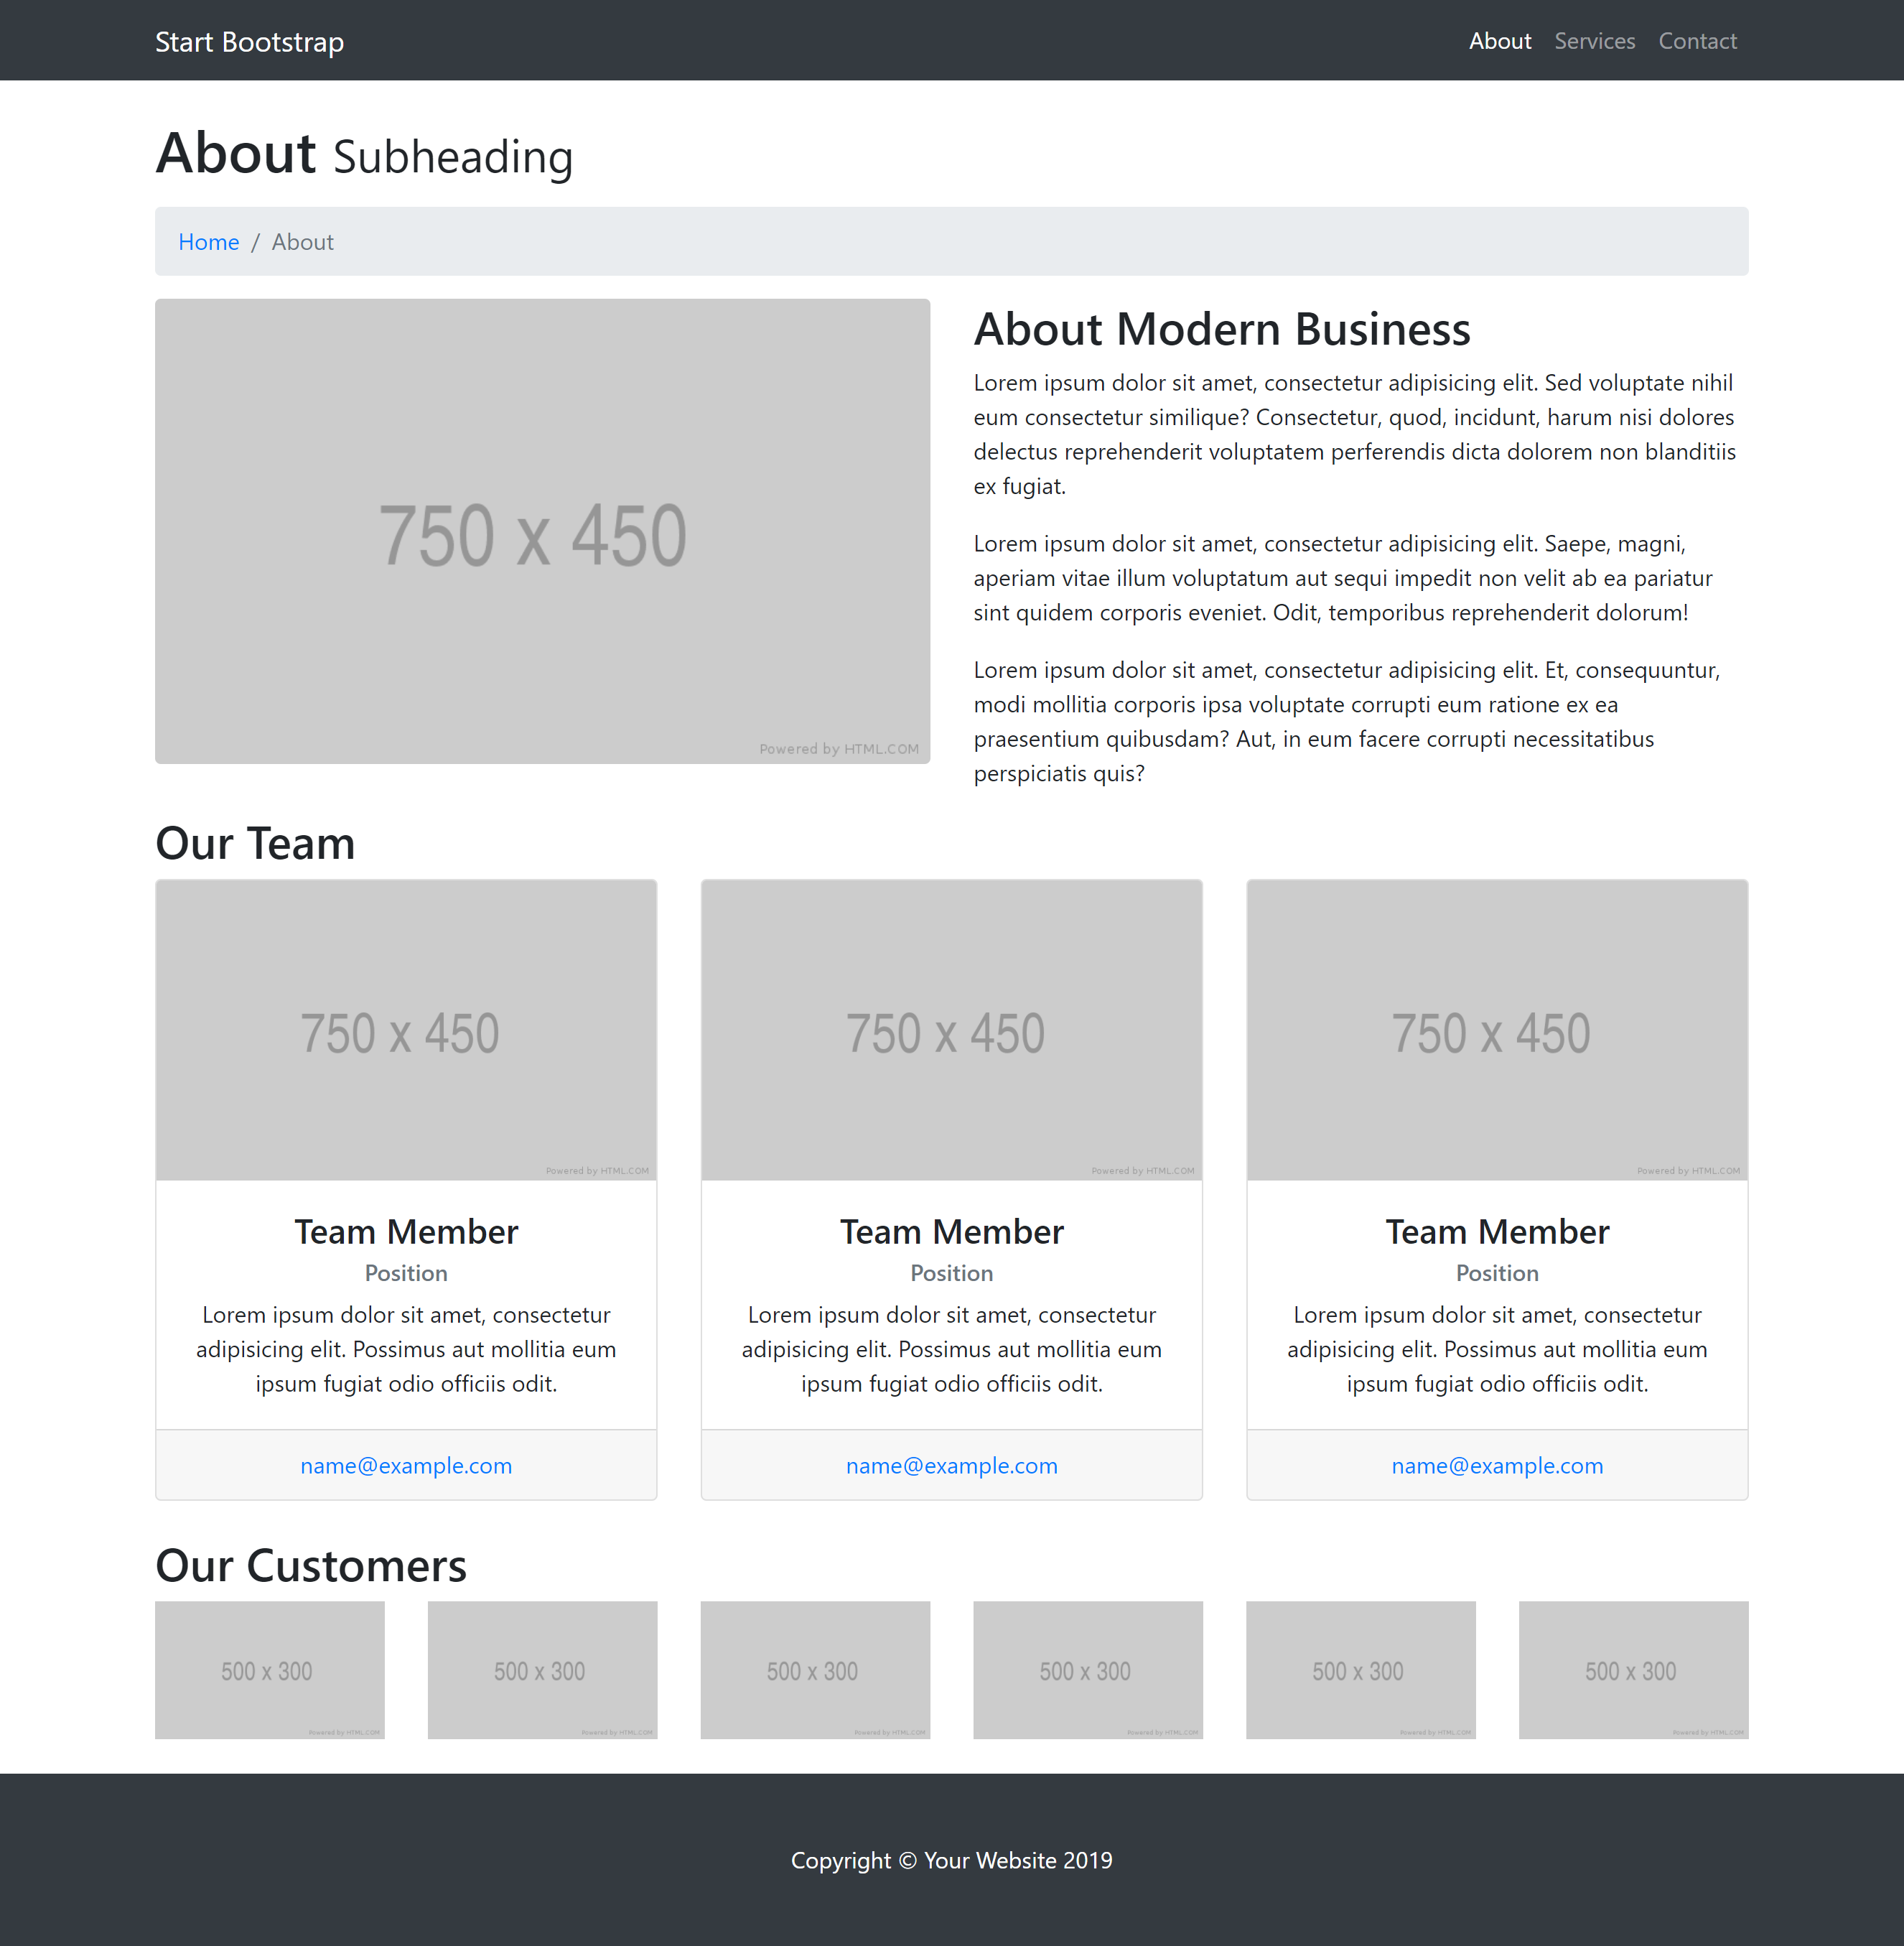 Start Bootstrap
About Services Contact
About Subheading
Home / About
750 x 450
Powered by HTML.COM
About Modern Business
Lorem ipsum dolor sit amet, consectetur adipisicing elit. Sed voluptate nihil
eum consectetur similique? Consectetur, quod, incidunt, harum nisi dolores
delectus reprehenderit voluptatem perferendis dicta dolorem non blanditiis
ex fugiat.
Lorem ipsum dolor sit amet, consectetur adipisicing elit. Saepe, magni,
aperiam vitae illum voluptatum aut sequi impedit non velit ab ea pariatur
sint quidem corporis eveniet. Odit, temporibus reprehenderit dolorum!
Lorem ipsum dolor sit amet, consectetur adipisicing elit. Et, consequuntur,
modi mollitia corporis ipsa voluptate corrupti eum ratione ex ea
praesentium quibusdam? Aut, in eum facere corrupti necessitatibus
perspiciatis quis?
Our Team
750 x 450
Powered by HTML.COM
Team Member
Position
Lorem ipsum dolor sit amet, consectetur
adipisicing elit. Possimus aut mollitia eum
ipsum fugiat odio officiis odit.
name@example.com
750 x 450
Powered by HTML.COM
Team Member
Position
Lorem ipsum dolor sit amet, consectetur
adipisicing elit. Possimus aut mollitia eum
ipsum fugiat odio officiis odit.
name@example.com
750 x 450
Powered by HTML.COM
Team Member
Position
Lorem ipsum dolor sit amet, consectetur
adipisicing elit. Possimus aut mollitia eum
ipsum fugiat odio officiis odit.
name@example.com
Our Customers
500 x 300
Powered by HTML.COM
500 x 300
Powered by HTML.COM
500 x 300
Powered by HTML.COM
500 x 300
Powered by HTML.COM
500 x 300
Powered by HTML.COM
500 x 300
Powered by HTML.COM
Copyright © Your Website 2019